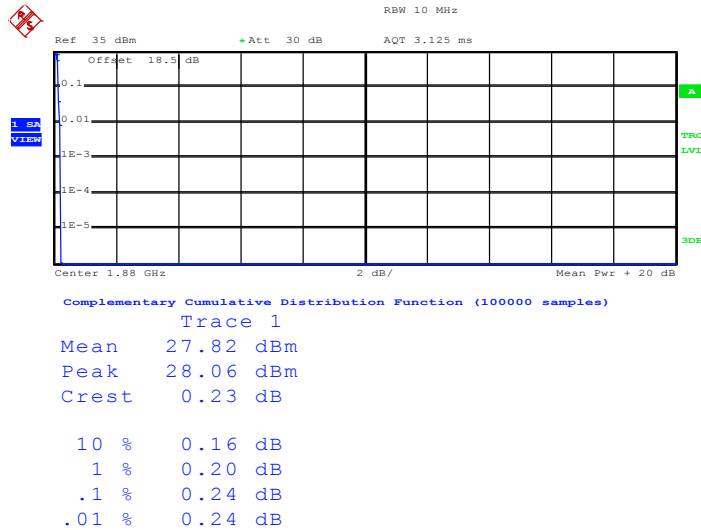 RBW 10 MHz
Ref 35 dBm * Att 30 dB AQT 3.125 ms
Offset 18.5 dB
0.1
A
0.01
1 SA
VIEW
TRG
LVL
1E-3
1E-4
1E-5
3DB
Center 1.88 GHz 2 dB/ Mean Pwr + 20 dB
Complementary Cumulative Distribution Function (100000 samples)
Trace 1
Mean 27.82 dBm
Peak 28.06 dBm
Crest 0.23 dB
10 % 0.16 dB
1 % 0.20 dB
.1 % 0.24 dB
.01 % 0.24 dB